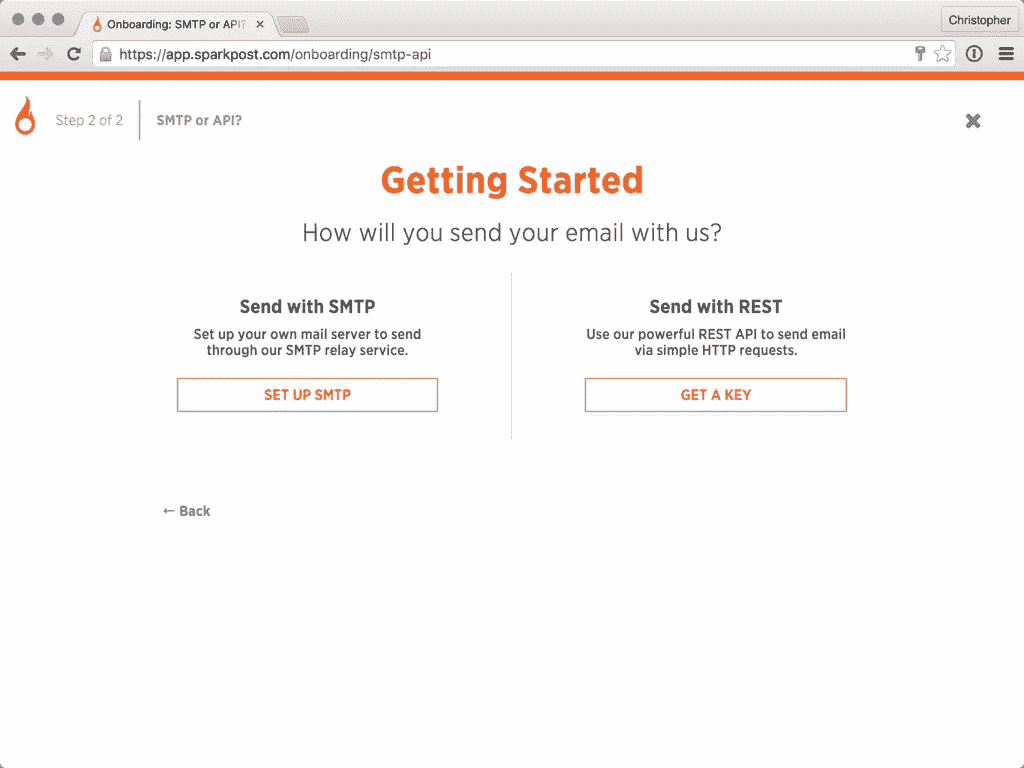 Onboarding: SMTP or API?
Christopher
https://app.sparkpost.com/onboarding/smtp-api
Step 2 of 2
SMTP or API?
Getting Started
How will you send your email with us?
Send with SMTP
Set up your own mail server to send
through our SMTP relay service.
SET UP SMTP
Send with REST
Use our powerful REST API to send email
via simple HTTP requests.
GET A KEY
← Back